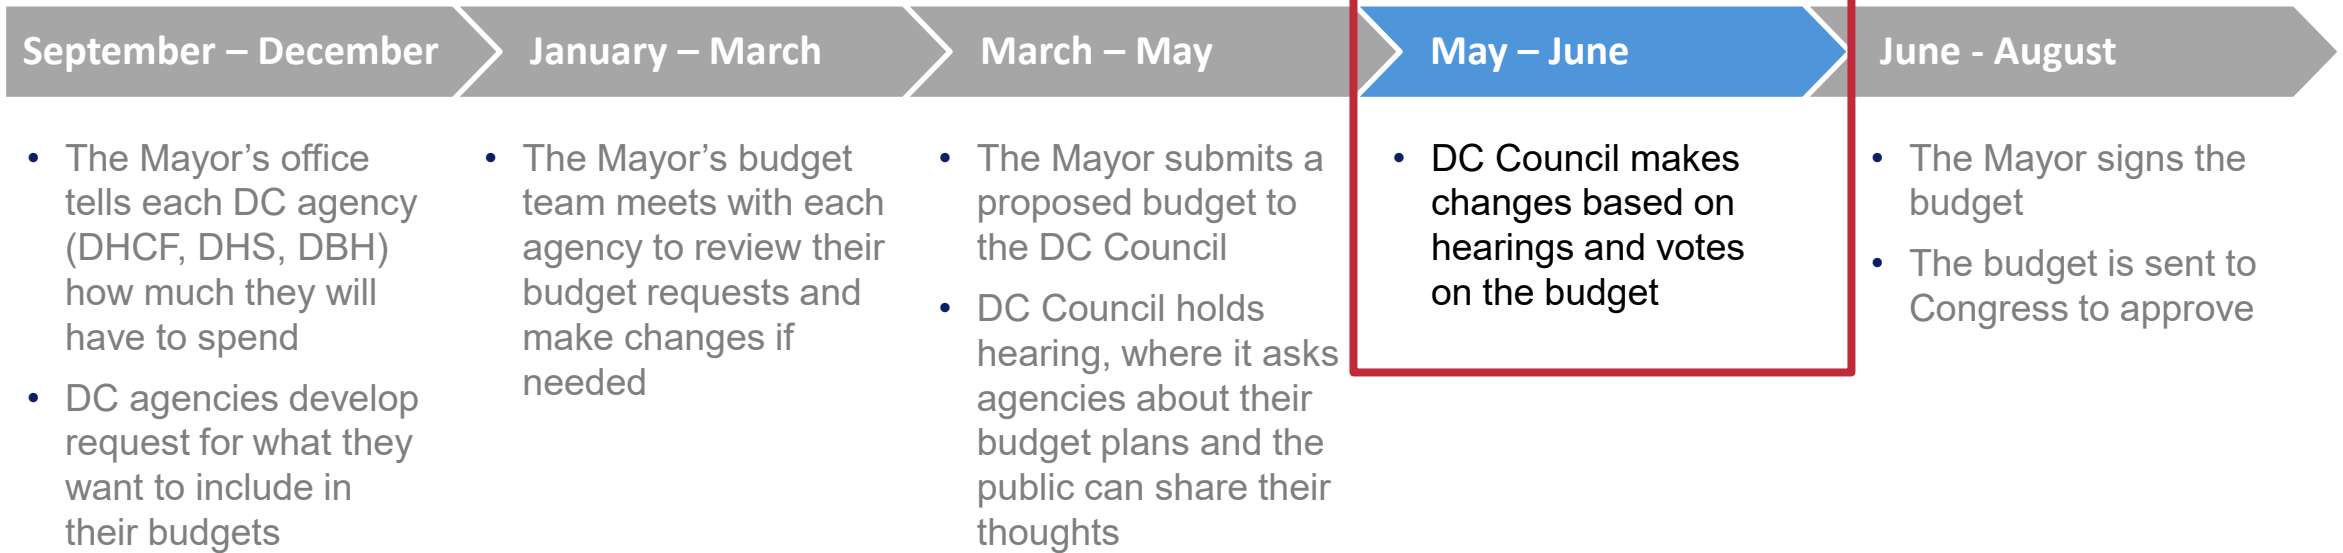 September – December
January – March
March – May
May – June
June - August
• The Mayor’s office
tells each DC agency
(DHCF, DHS, DBH)
how much they will
have to spend
• DC agencies develop
request for what they
want to include in
their budgets
• The Mayor’s budget
team meets with each
agency to review their
budget requests and
make changes if
needed
• The Mayor submits a
proposed budget to
the DC Council
• DC Council holds
hearing, where it asks
agencies about their
budget plans and the
public can share their
thoughts
• DC Council makes
changes based on
hearings and votes
on the budget
• The Mayor signs the
budget
• The budget is sent to
Congress to approve